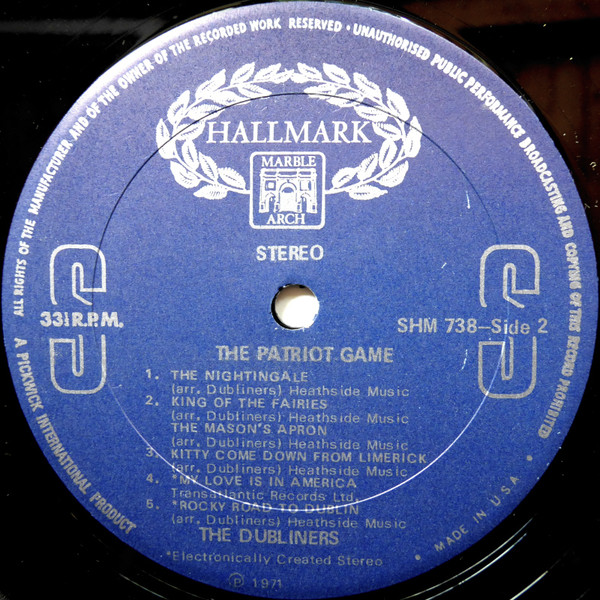 ALL RIGHTS OF THE MANUFACTURER AND OF THE OWNER OF THE RECORDED WORK RESERVED • UNAUTHORISED PUBLIC PERFORMANCE BROADCASTING AND COPYING OF THIS RECORD PROHIBITED
HALLMARK
MARBLE
ARCH
STEREO
33⅓ R.P.M.
SHM 738—Side 2
THE PATRIOT GAME
1. THE NIGHTINGALE
(arr. Dubliners) Heathside Music
2. KING OF THE FAIRIES
(arr. Dubliners) Heathside Music
THE MASON'S APRON
(arr. Dubliners) Heathside Music
3. KITTY COME DOWN FROM LIMERICK
(arr. Dubliners) Heathside Music
4. *MY LOVE IS IN AMERICA
Transatlantic Records Ltd.
5. *ROCKY ROAD TO DUBLIN
(arr. Dubliners) Heathside Music
THE DUBLINERS
*Electronically Created Stereo
℗ 1971
A PICKWICK INTERNATIONAL PRODUCT
• MADE IN U.S.A. •